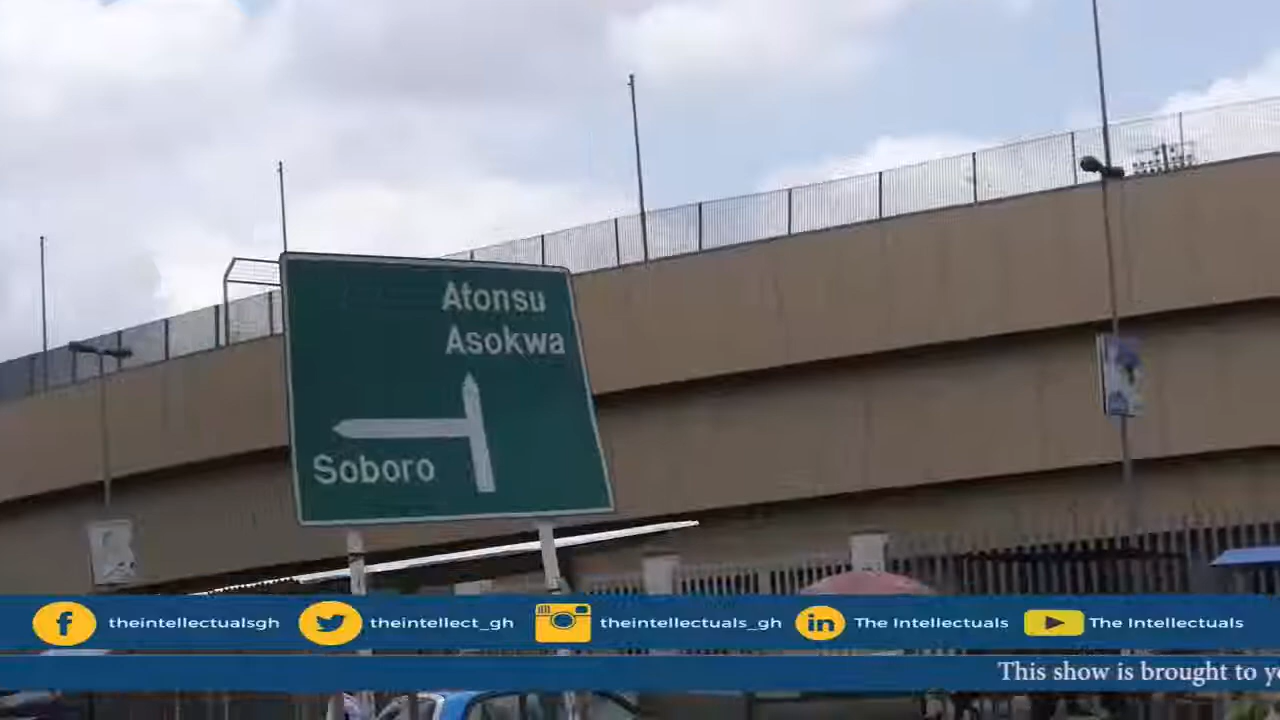 Atonsu
Asokwa
Soboro
theintellectualsgh
theintellect_gh
theintellectuals_gh
The Intellectuals
The Intellectuals
This show is brought to